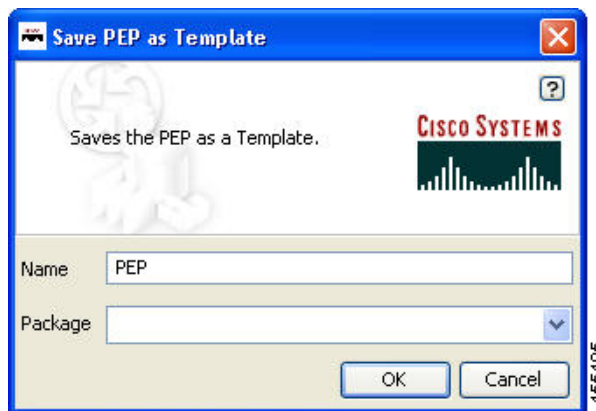 Save PEP as Template
?
Saves the PEP as a Template.
CISCO SYSTEMS
Name PEP
Package
OK Cancel